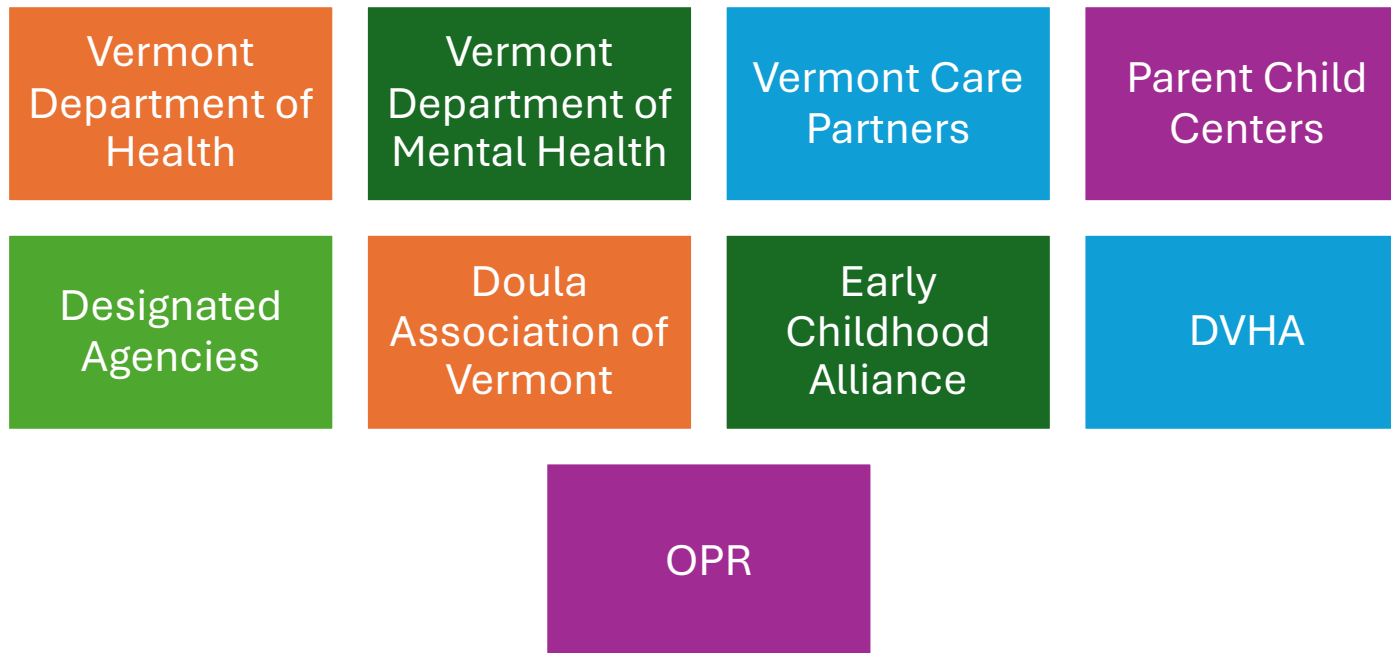 Vermont
Department of
Health
Vermont
Department of
Mental Health
Vermont Care
Partners
Parent Child
Centers
Designated
Agencies
Doula
Association of
Vermont
Early
Childhood
Alliance
DVHA
OPR